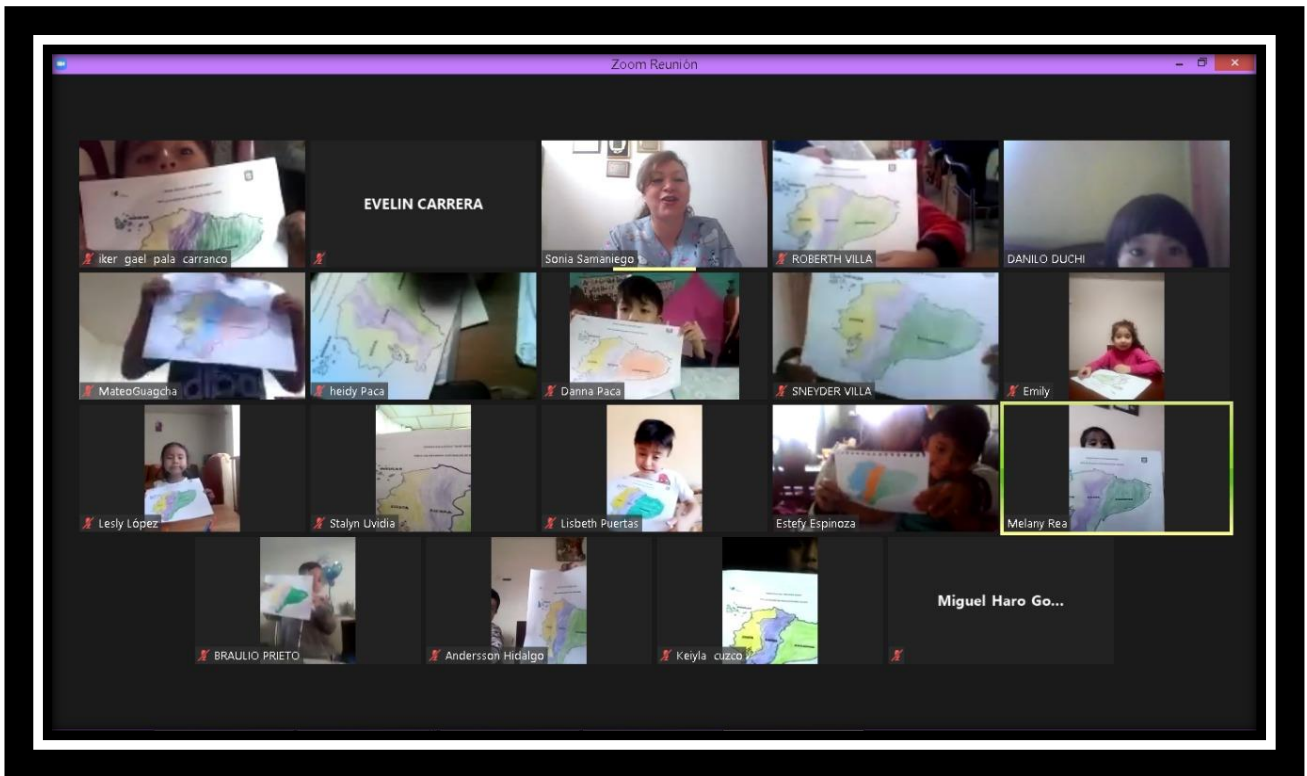 Zoom Reunión
iker gael pala carranco
EVELIN CARRERA
Sonia Samaniego
ROBERTH VILLA
DANILO DUCHI
MateoGuagcha
heidy Paca
Danna Paca
SNEYDER VILLA
Emily
Lesly López
Stalyn Uvidia
Lisbeth Puertas
Estefy Espinoza
Melany Rea
BRAULIO PRIETO
Andersson Hidalgo
Keiyla cuzco
Miguel Haro Go...